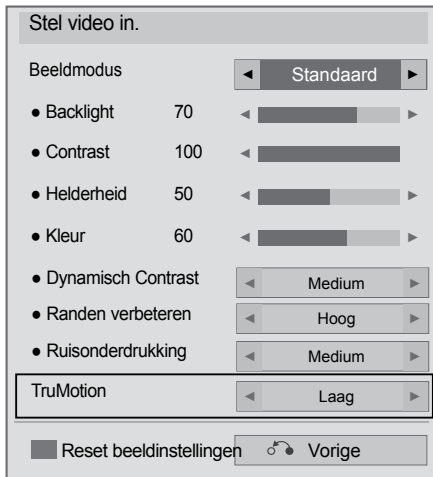 Stel video in.
Beeldmodus ◄ Standaard ►
● Backlight 70 ◄ ►
● Contrast 100 ◄
● Helderheid 50 ◄ ►
● Kleur 60 ◄ ►
● Dynamisch Contrast ◄ Medium ►
● Randen verbeteren ◄ Hoog ►
● Ruisonderdrukking ◄ Medium ►
TruMotion ◄ Laag ►
Reset beeldinstellingen Vorige